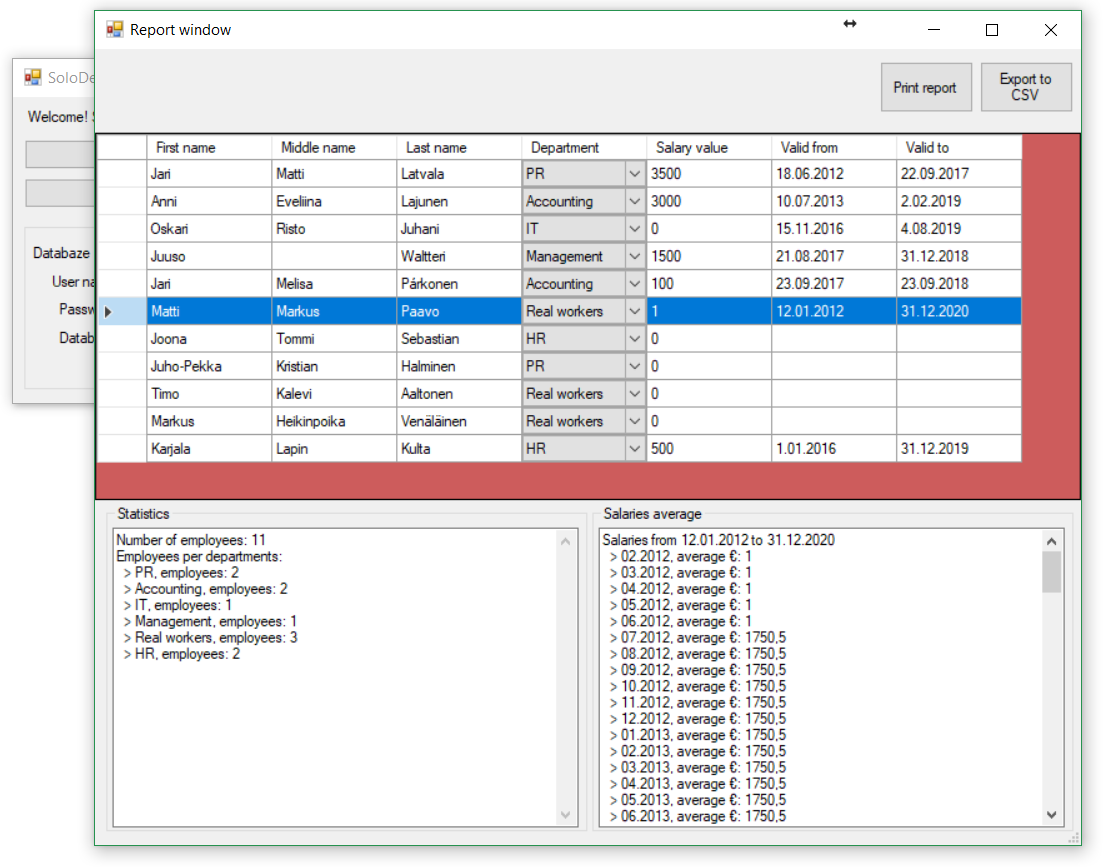 Report window
SoloDe
Welcome! S
Databaze
User na
Passw
Datab
Print report
Export to
CSV
First name Middle name Last name Department Salary value Valid from Valid to
Jari Matti Latvala PR 3500 18.06.2012 22.09.2017
Anni Eveliina Lajunen Accounting 3000 10.07.2013 2.02.2019
Oskari Risto Juhani IT 0 15.11.2016 4.08.2019
Juuso Waltteri Management 1500 21.08.2017 31.12.2018
Jari Melisa Párkonen Accounting 100 23.09.2017 23.09.2018
Matti Markus Paavo Real workers 1 12.01.2012 31.12.2020
Joona Tommi Sebastian HR 0
Juho-Pekka Kristian Halminen PR 0
Timo Kalevi Aaltonen Real workers 0
Markus Heikinpoika Venäläinen Real workers 0
Karjala Lapin Kulta HR 500 1.01.2016 31.12.2019
Statistics
Number of employees: 11
Employees per departments:
> PR, employees: 2
> Accounting, employees: 2
> IT, employees: 1
> Management, employees: 1
> Real workers, employees: 3
> HR, employees: 2
Salaries average
Salaries from 12.01.2012 to 31.12.2020
> 02.2012, average €: 1
> 03.2012, average €: 1
> 04.2012, average €: 1
> 05.2012, average €: 1
> 06.2012, average €: 1
> 07.2012, average €: 1750,5
> 08.2012, average €: 1750,5
> 09.2012, average €: 1750,5
> 10.2012, average €: 1750,5
> 11.2012, average €: 1750,5
> 12.2012, average €: 1750,5
> 01.2013, average €: 1750,5
> 02.2013, average €: 1750,5
> 03.2013, average €: 1750,5
> 04.2013, average €: 1750,5
> 05.2013, average €: 1750,5
> 06.2013, average €: 1750,5